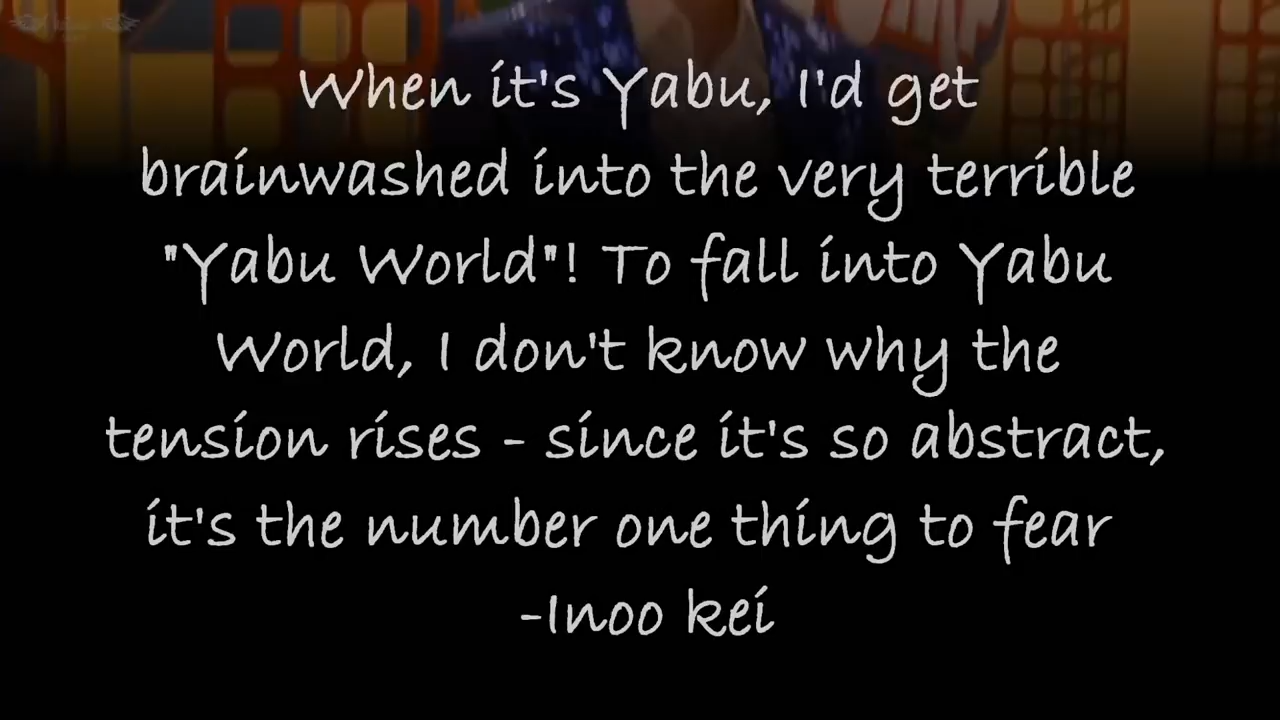 When it's Yabu, I'd get
brainwashed into the very terrible
"Yabu World"! To fall into Yabu
World, I don't know why the
tension rises - since it's so abstract,
it's the number one thing to fear
-Inoo kei